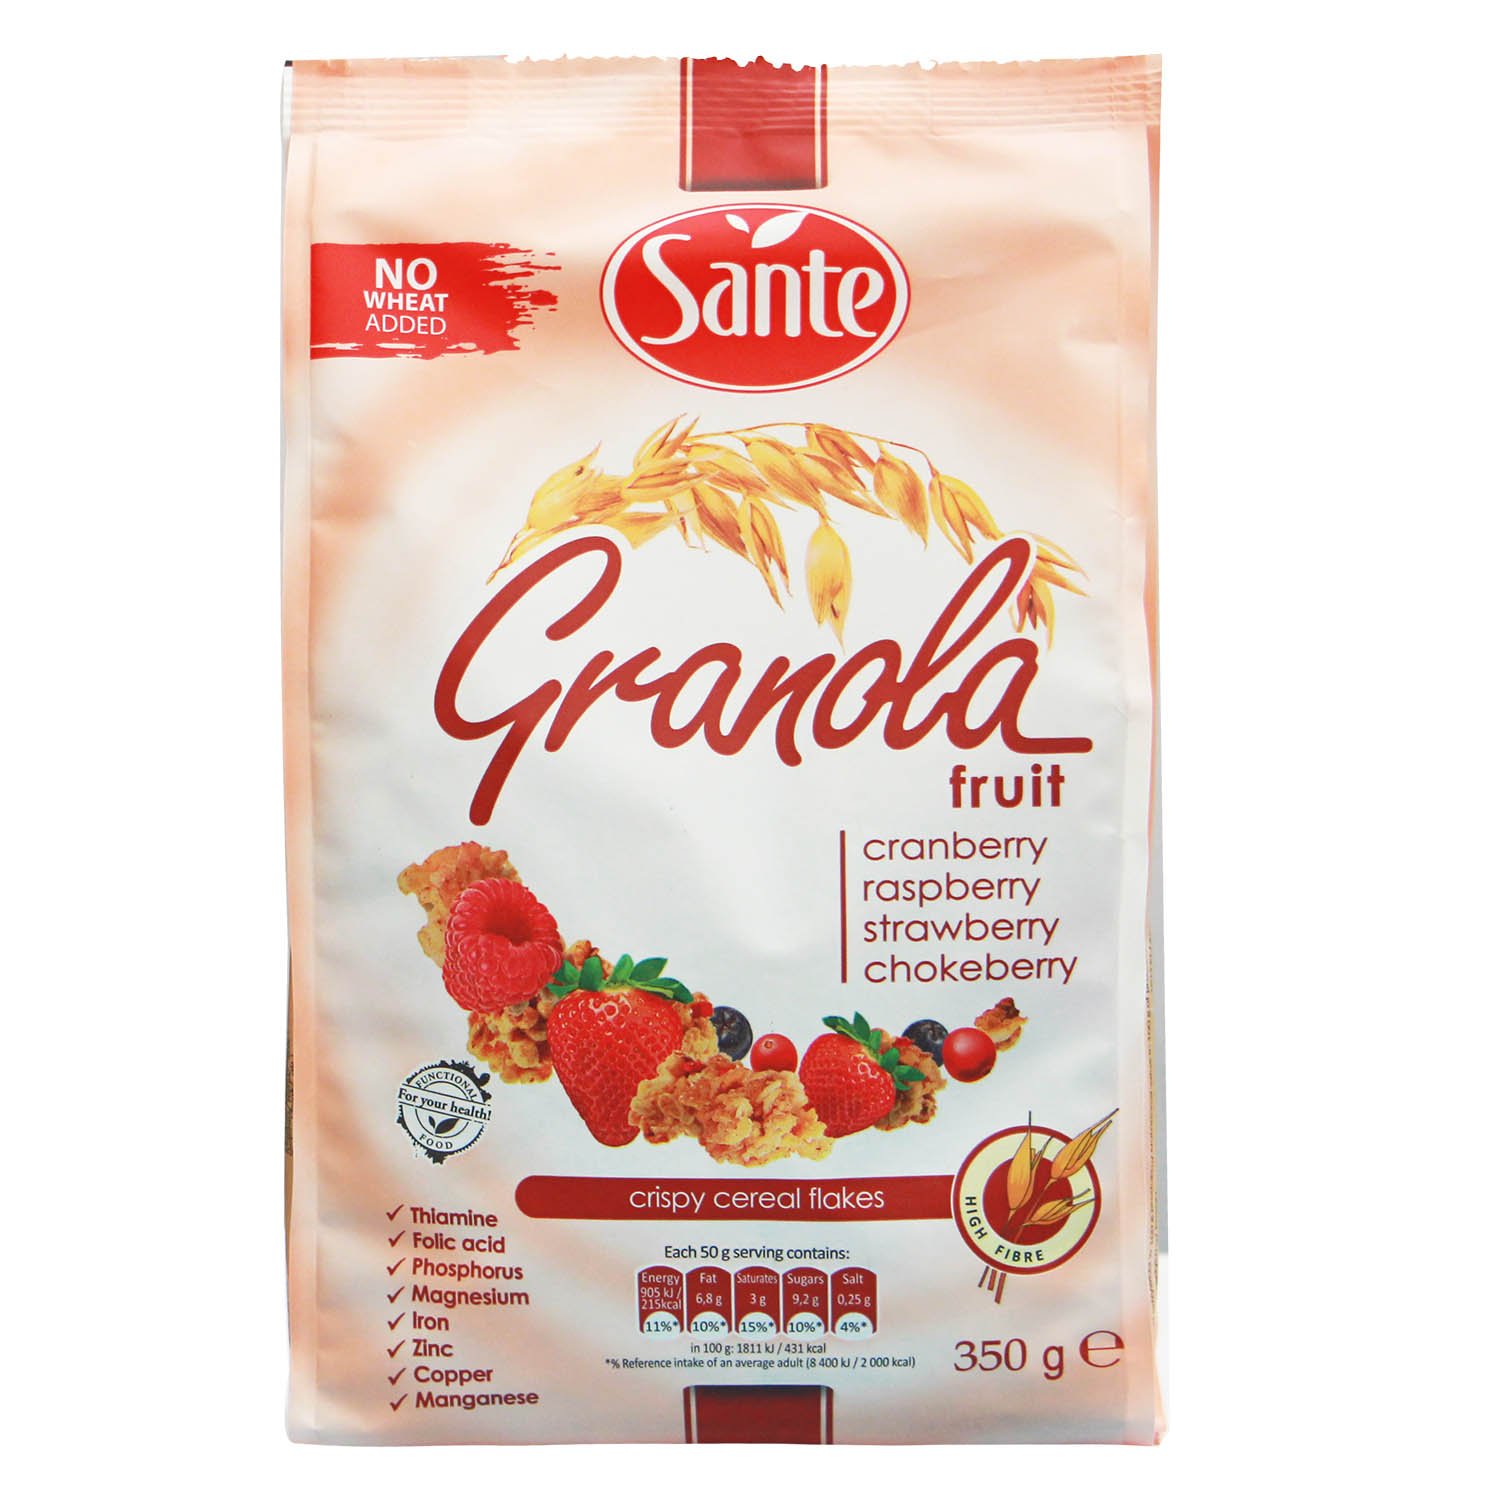 Sante
NO
WHEAT
ADDED
Granola
fruit
cranberry
raspberry
strawberry
chokeberry
FUNCTIONAL
For your health!
FOOD
crispy cereal flakes
HIGH FIBRE
✓ Thiamine
✓ Folic acid
✓ Phosphorus
✓ Magnesium
✓ Iron
✓ Zinc
✓ Copper
✓ Manganese
Each 50 g serving contains:
Energy Fat Saturates Sugars Salt
905 kJ / 6,8 g 3 g 9,2 g 0,25 g
215kcal
11%* 10%* 15%* 10%* 4%*
in 100 g: 1811 kJ / 431 kcal
*% Reference intake of an average adult (8 400 kJ / 2 000 kcal)
350 g ℮